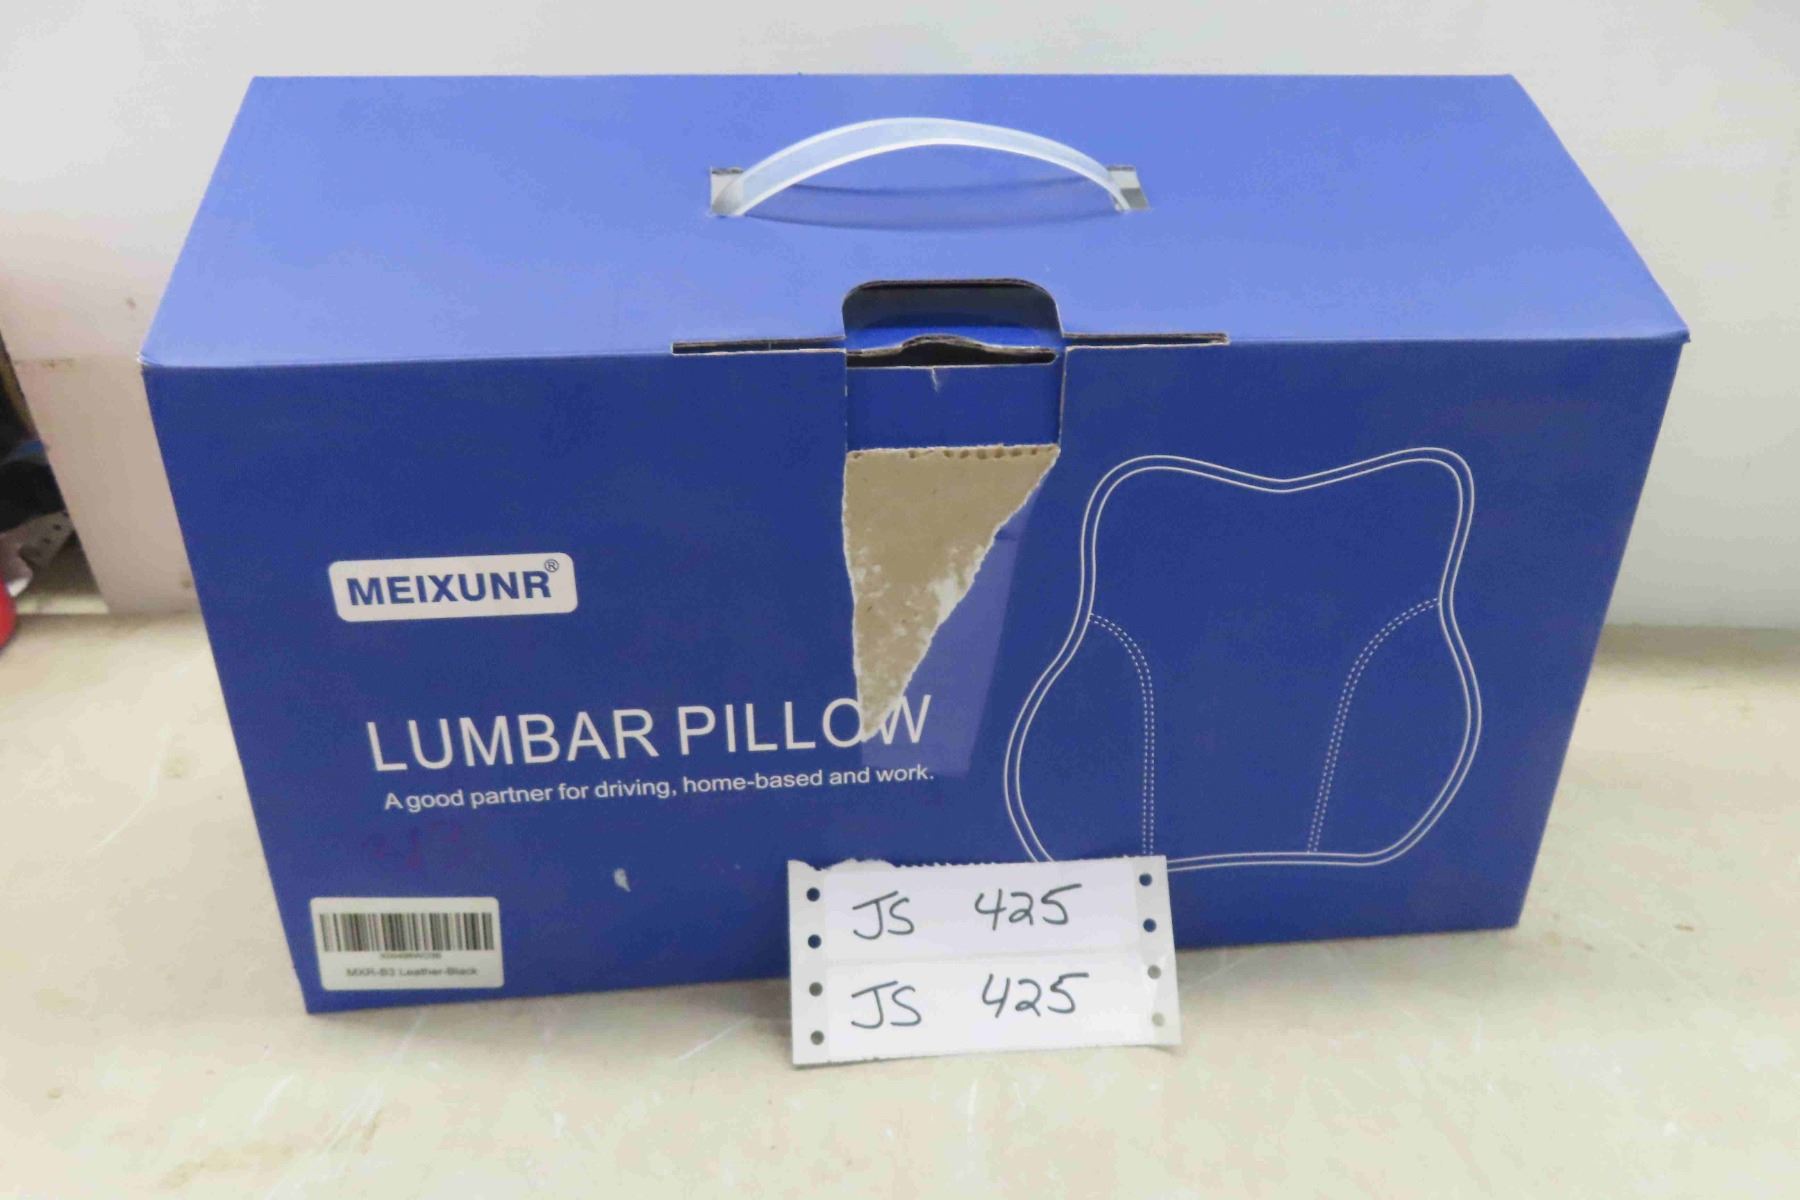 MEIXUNR®
LUMBAR PILLOW
A good partner for driving, home-based and work.
MXR-B3 Leather-Black
JS 425
JS 425